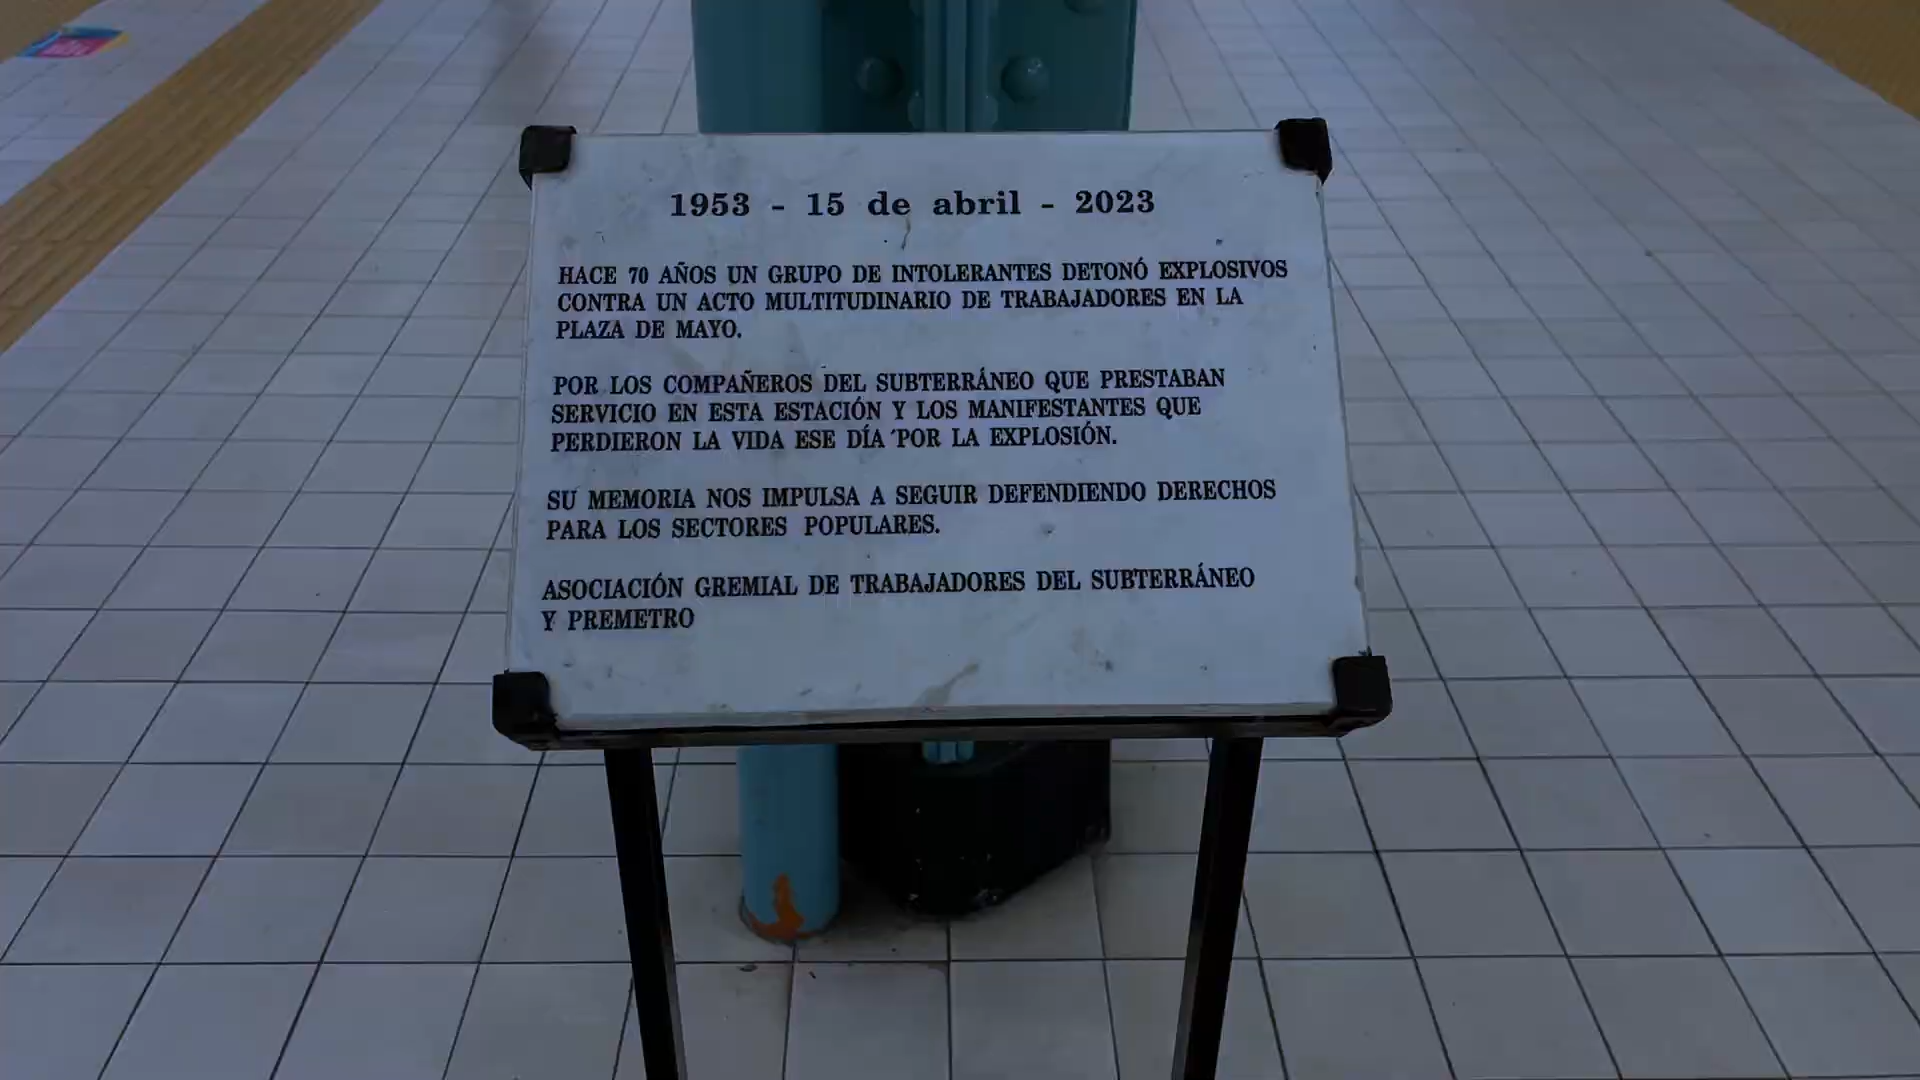 1953 - 15 de abril - 2023
HACE 70 AÑOS UN GRUPO DE INTOLERANTES DETONÓ EXPLOSIVOS
CONTRA UN ACTO MULTITUDINARIO DE TRABAJADORES EN LA
PLAZA DE MAYO.
POR LOS COMPAÑEROS DEL SUBTERRÁNEO QUE PRESTABAN
SERVICIO EN ESTA ESTACIÓN Y LOS MANIFESTANTES QUE
PERDIERON LA VIDA ESE DÍA POR LA EXPLOSIÓN.
SU MEMORIA NOS IMPULSA A SEGUIR DEFENDIENDO DERECHOS
PARA LOS SECTORES POPULARES.
ASOCIACIÓN GREMIAL DE TRABAJADORES DEL SUBTERRÁNEO
Y PREMETRO